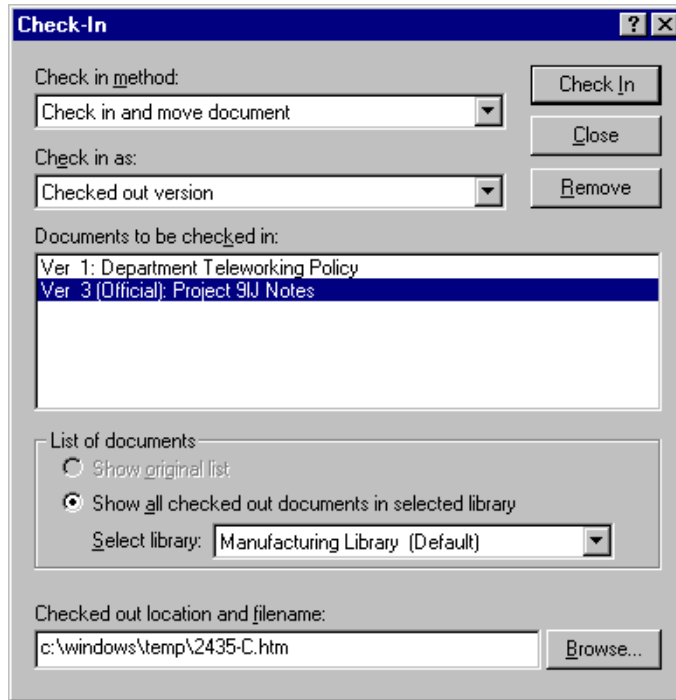 Check-In
Check in method:
Check In
Check in and move document
Close
Check in as:
Checked out version
Remove
Documents to be checked in:
Ver 1: Department Teleworking Policy
Ver 3 (Official): Project 9IJ Notes
List of documents
Show original list
Show all checked out documents in selected library
Select library: Manufacturing Library (Default)
Checked out location and filename:
c:\windows\temp\2435-C.htm Browse...